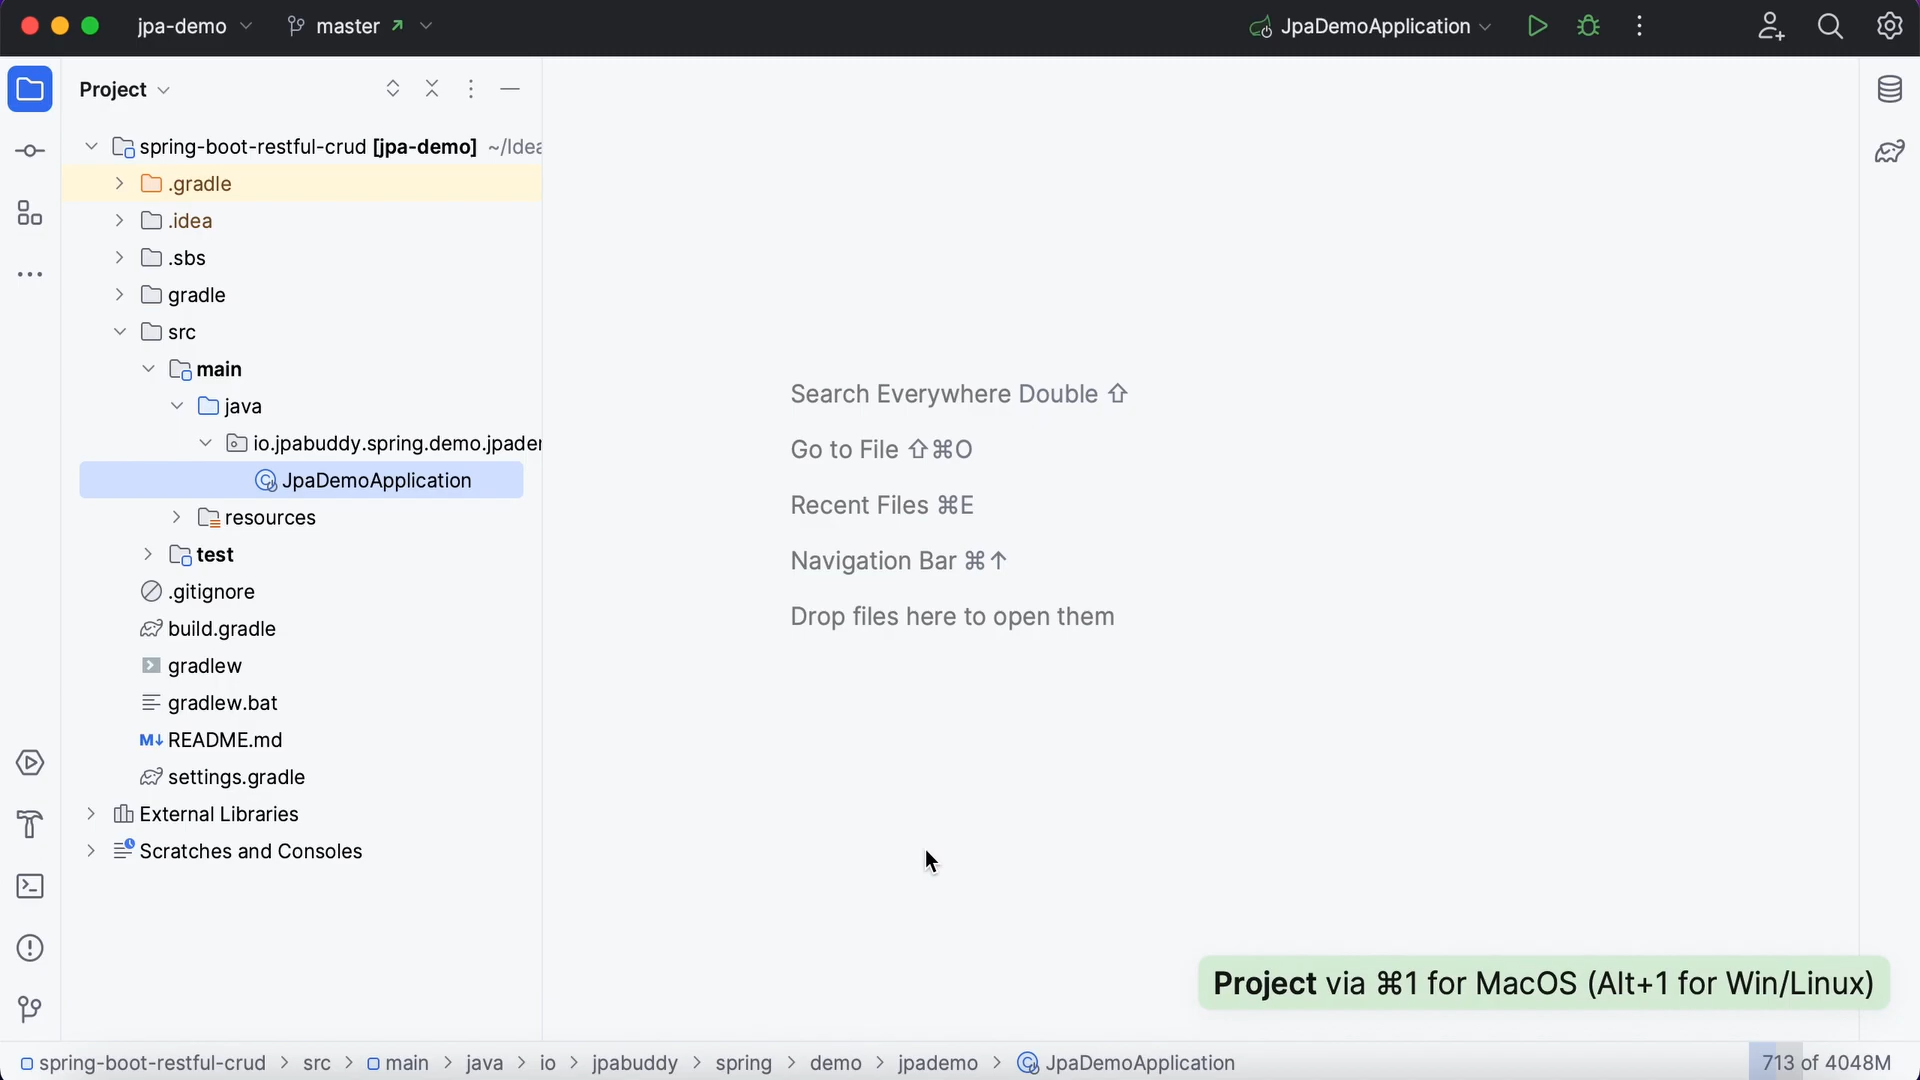 jpa-demo
master
JpaDemoApplication
Project
spring-boot-restful-crud [jpa-demo] ~/Idea
.gradle
.idea
.sbs
gradle
src
main
java
io.jpabuddy.spring.demo.jpadem
JpaDemoApplication
resources
test
.gitignore
build.gradle
gradlew
gradlew.bat
M↓ README.md
settings.gradle
External Libraries
Scratches and Consoles
Search Everywhere Double ⇧
Go to File ⇧⌘O
Recent Files ⌘E
Navigation Bar ⌘↑
Drop files here to open them
Project via ⌘1 for MacOS (Alt+1 for Win/Linux)
spring-boot-restful-crud > src > main > java > io > jpabuddy > spring > demo > jpademo > JpaDemoApplication
713 of 4048M